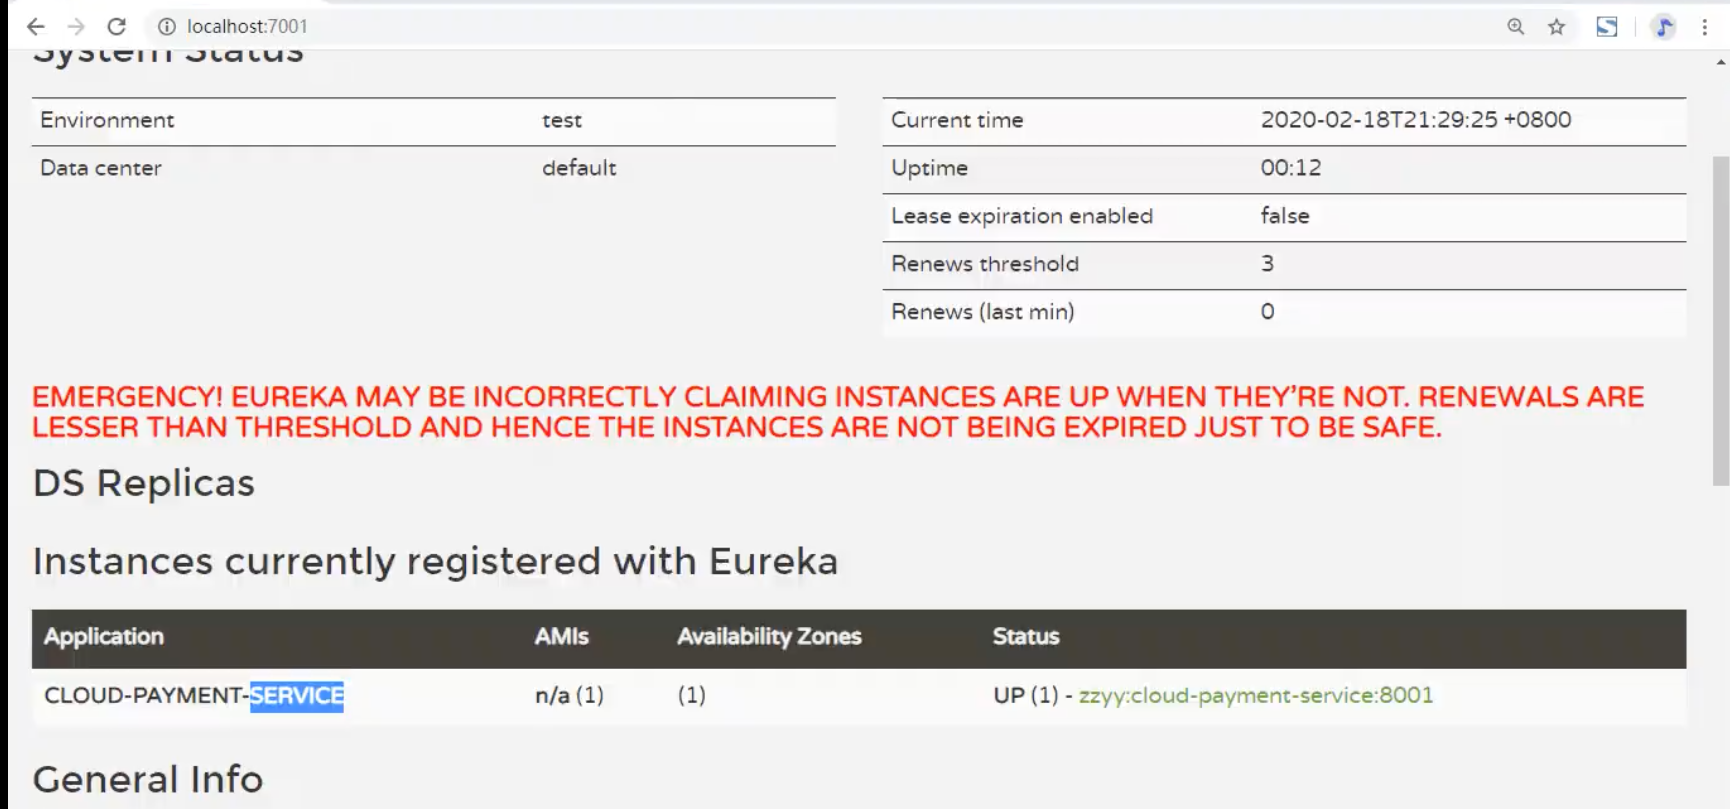 localhost:7001
System Status
Environment test
Data center default
Current time 2020-02-18T21:29:25 +0800
Uptime 00:12
Lease expiration enabled false
Renews threshold 3
Renews (last min) 0
EMERGENCY! EUREKA MAY BE INCORRECTLY CLAIMING INSTANCES ARE UP WHEN THEY'RE NOT. RENEWALS ARE
LESSER THAN THRESHOLD AND HENCE THE INSTANCES ARE NOT BEING EXPIRED JUST TO BE SAFE.
DS Replicas
Instances currently registered with Eureka
Application AMIs Availability Zones Status
CLOUD-PAYMENT-SERVICE n/a (1) (1) UP (1) - zzyy:cloud-payment-service:8001
General Info